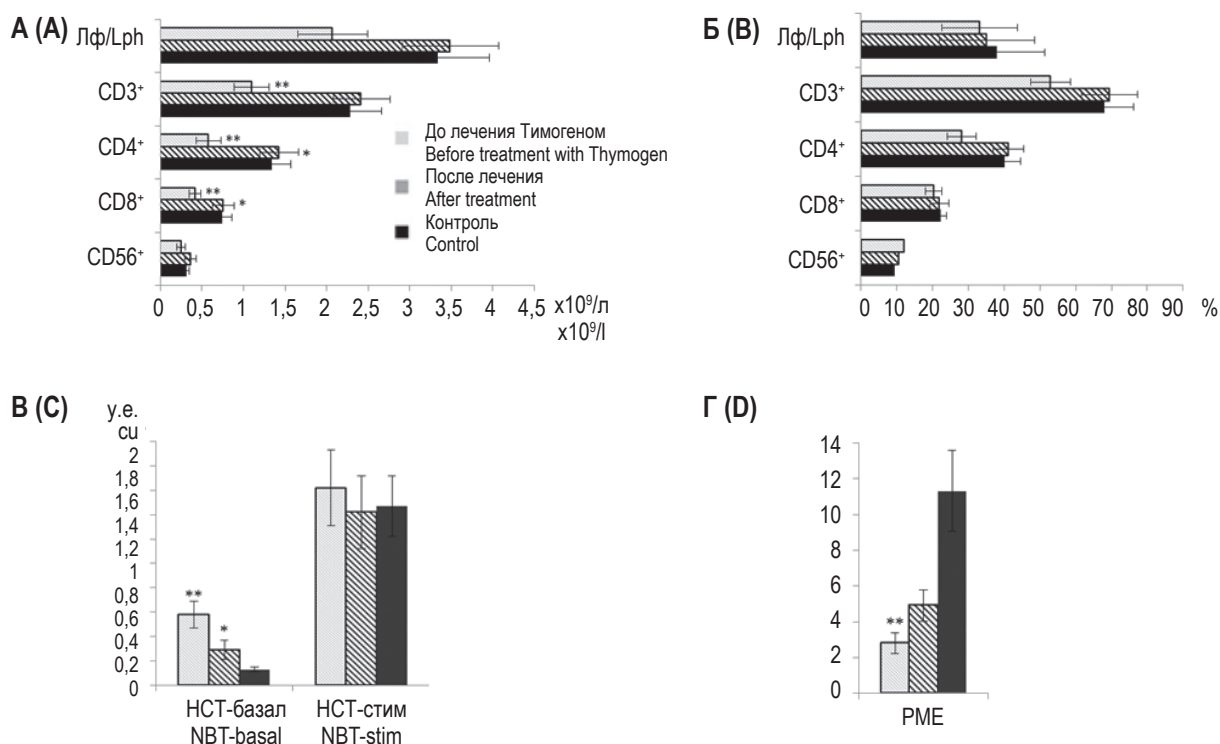 А (A)
Лф/Lph
CD3⁺
**
CD4⁺
**
*
CD8⁺
**
*
CD56⁺
До лечения Тимогеном
Before treatment with Thymogen
После лечения
After treatment
Контроль
Control
0 0,5 1 1,5 2 2,5 3 3,5 4 4,5 х10⁹/л
x10⁹/l
Б (B)
Лф/Lph
CD3⁺
CD4⁺
CD8⁺
CD56⁺
0 10 20 30 40 50 60 70 80 90 %
В (C)
у.е.
cu
2
1,8
1,6
1,4
1,2
1
0,8
0,6
0,4
0,2
0
**
*
НСТ-базал НСТ-стим
NBT-basal NBT-stim
Г (D)
14
12
10
8
6
4
2
0
**
PME